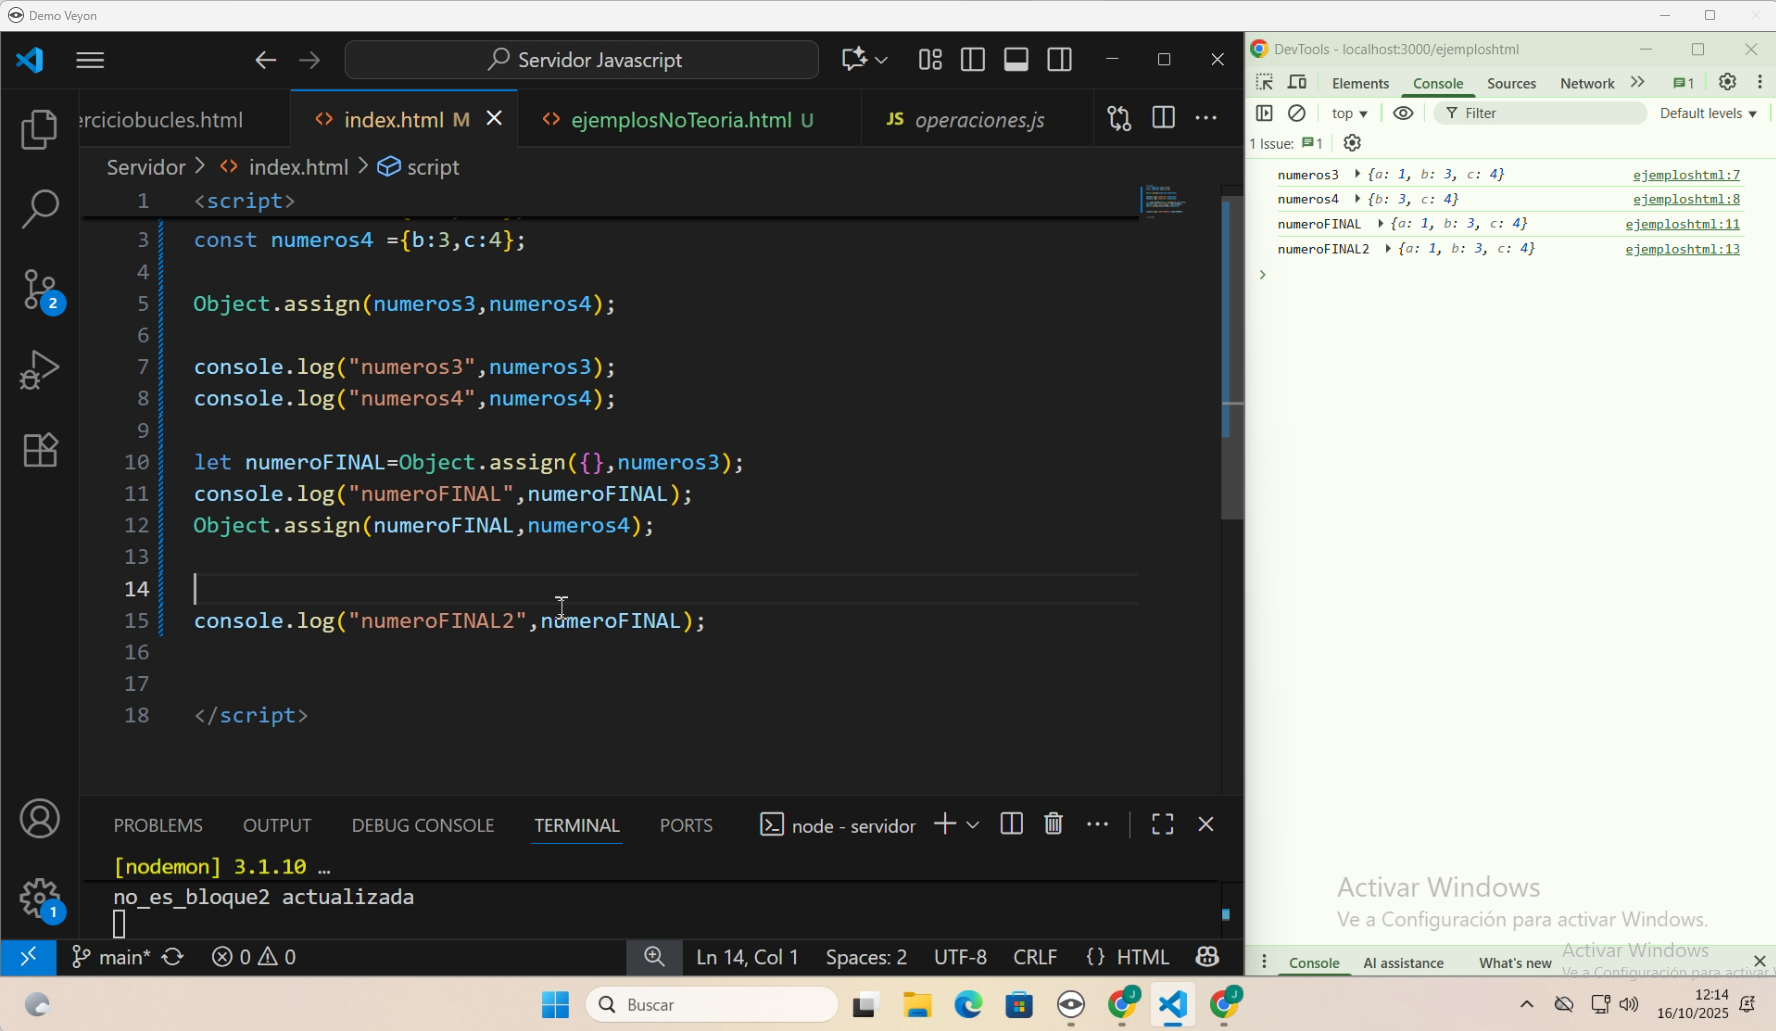 Demo Veyon
Servidor Javascript
erciciobucles.html
index.html M
ejemplosNoTeoria.html U
JS operaciones.js
Servidor > index.html > script
1 <script>
3 const numeros4 ={b:3,c:4};
4
5 Object.assign(numeros3,numeros4);
6
7 console.log("numeros3",numeros3);
8 console.log("numeros4",numeros4);
9
10 let numeroFINAL=Object.assign({},numeros3);
11 console.log("numeroFINAL",numeroFINAL);
12 Object.assign(numeroFINAL,numeros4);
13
14
15 console.log("numeroFINAL2",numeroFINAL);
16
17
18 </script>
PROBLEMS OUTPUT DEBUG CONSOLE TERMINAL PORTS node - servidor
[nodemon] 3.1.10 …
no_es_bloque2 actualizada
2
1
main* 0 0 Ln 14, Col 1 Spaces: 2 UTF-8 CRLF {} HTML
DevTools - localhost:3000/ejemploshtml
Elements Console Sources Network 1
top Filter Default levels
1 Issue: 1
numeros3 {a: 1, b: 3, c: 4} ejemploshtml:7
numeros4 {b: 3, c: 4} ejemploshtml:8
numeroFINAL {a: 1, b: 3, c: 4} ejemploshtml:11
numeroFINAL2 {a: 1, b: 3, c: 4} ejemploshtml:13
>
Activar Windows
Ve a Configuración para activar Windows.
Activar Windows
Ve a Configuración para activar
Console AI assistance What's new
Buscar
J
J
12:14
16/10/2025